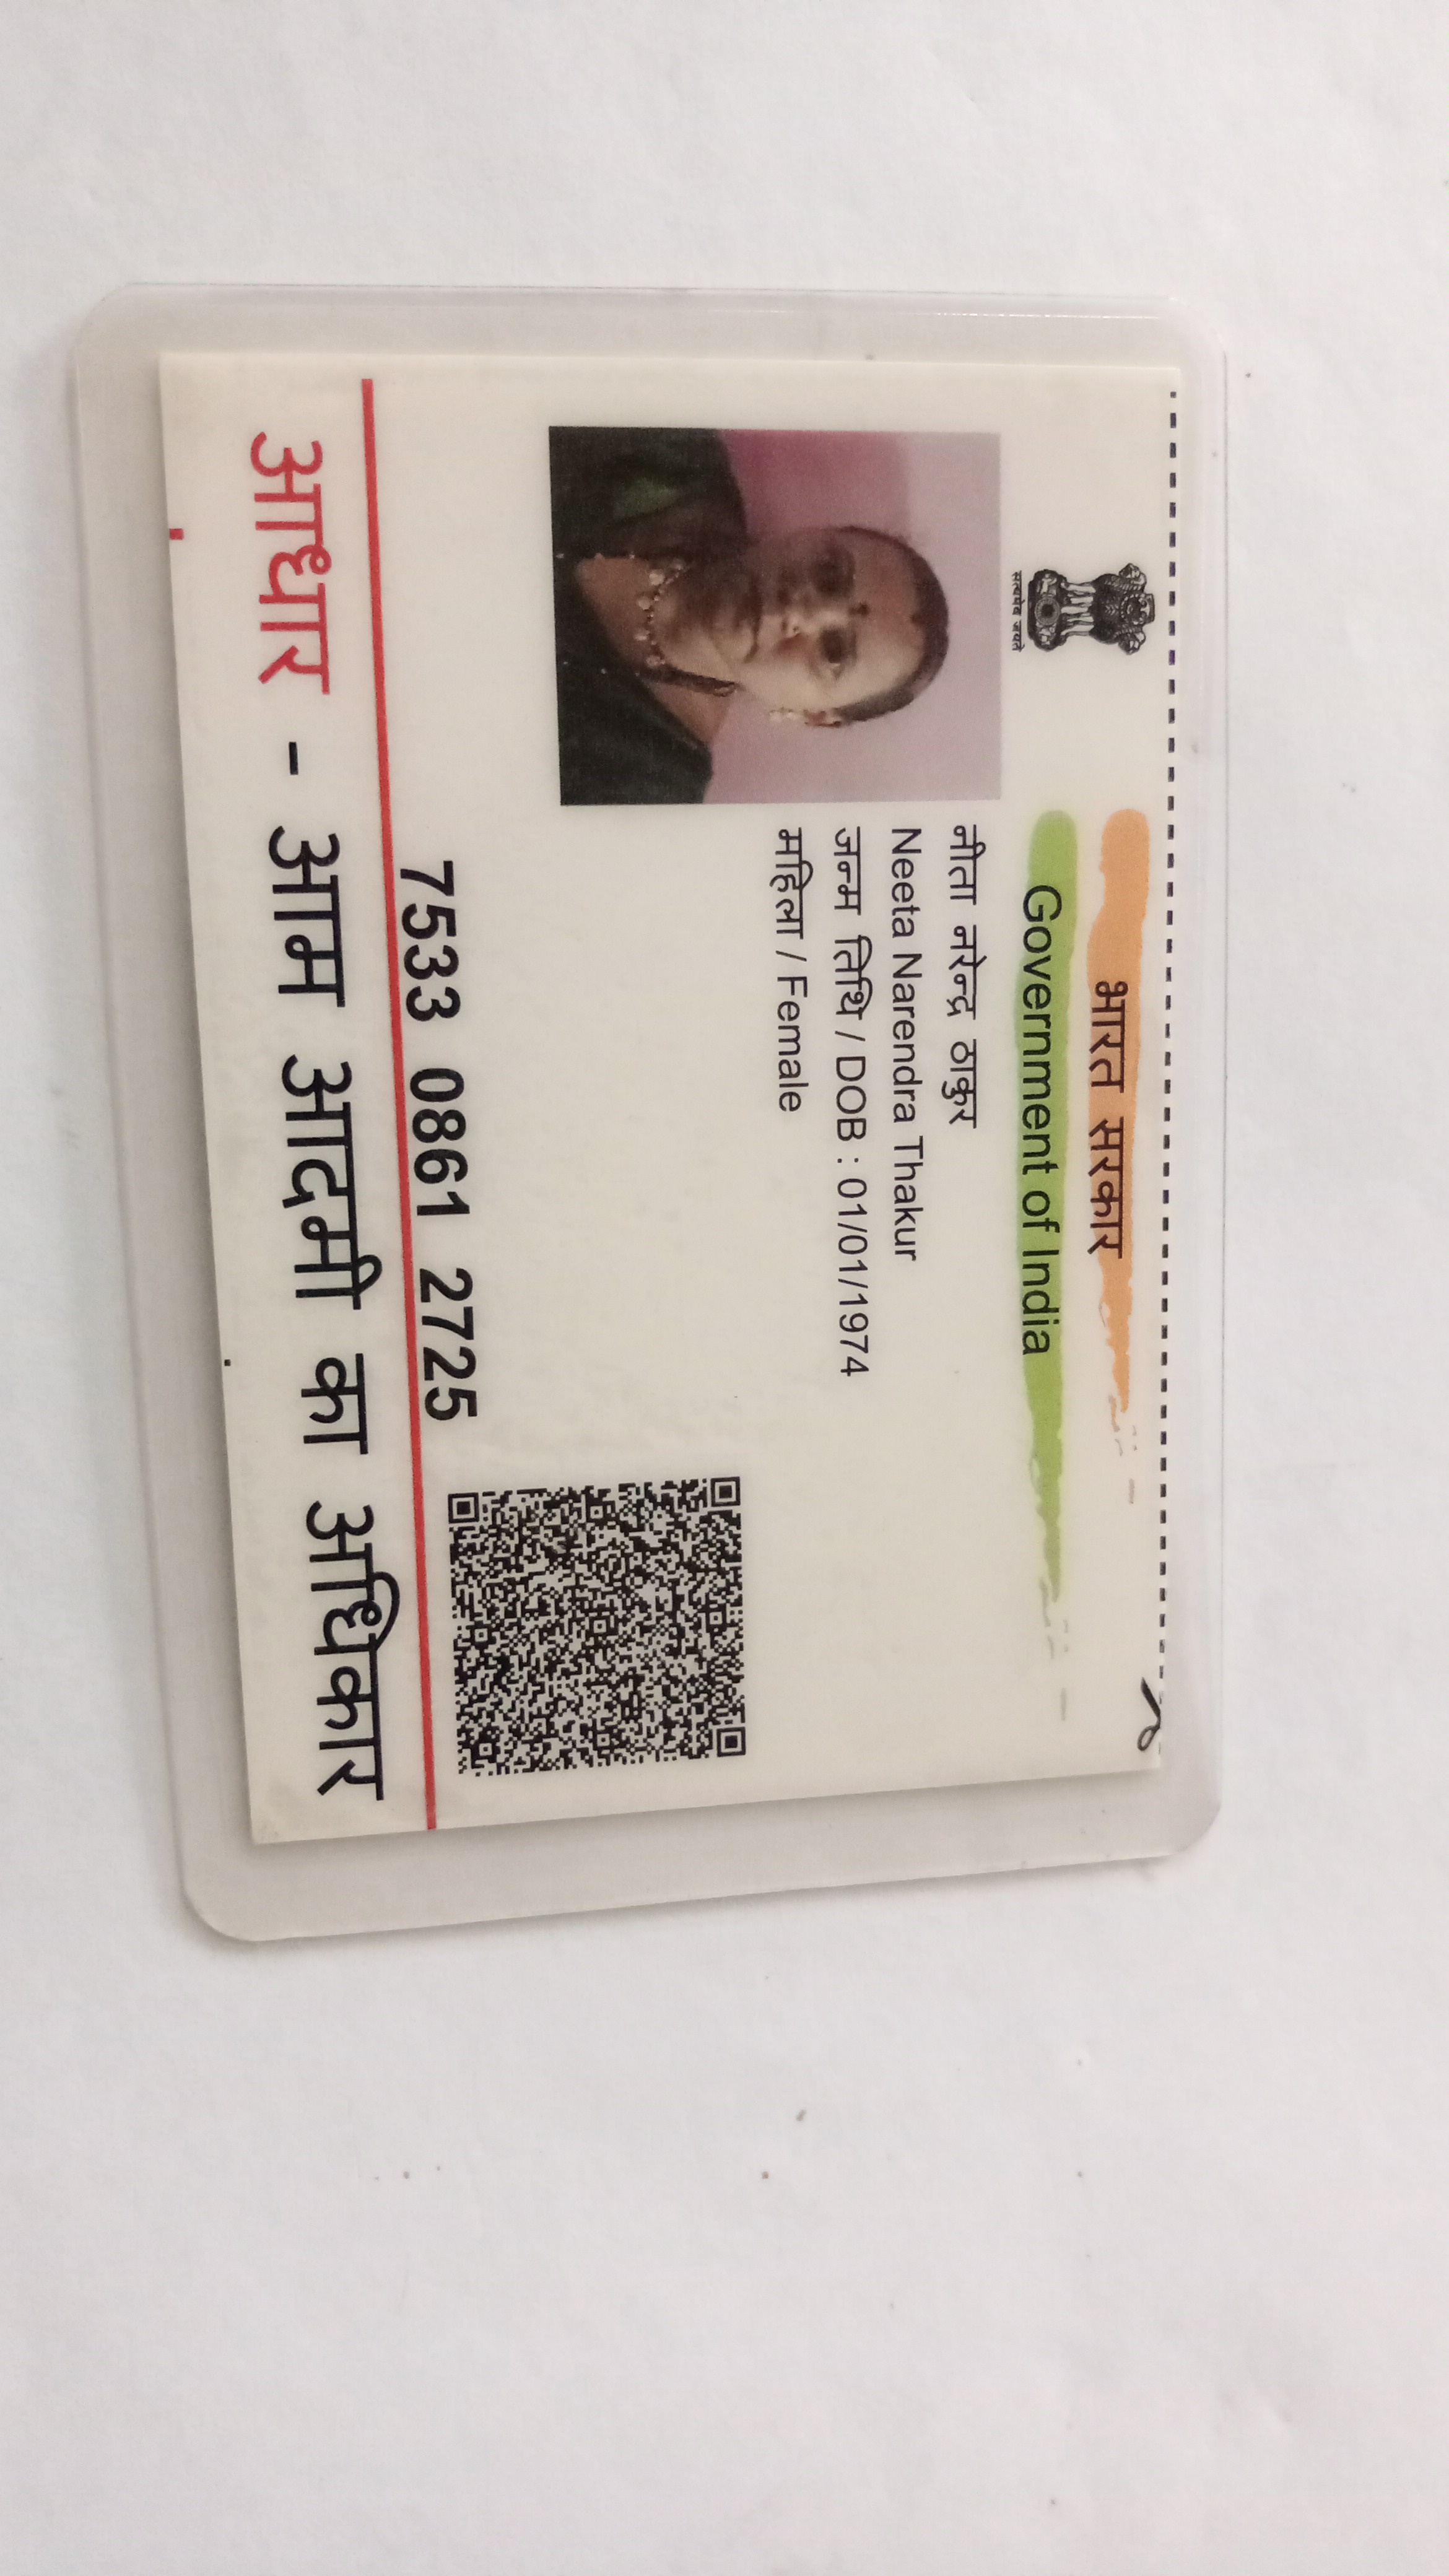 भारत सरकार
Government of India
सत्यमेव जयते
नीता नरेन्द्र ठाकुर
Neeta Narendra Thakur
जन्म तिथि / DOB : 01/01/1974
महिला / Female
7533 0861 2725
आधार - आम आदमी का अधिकार